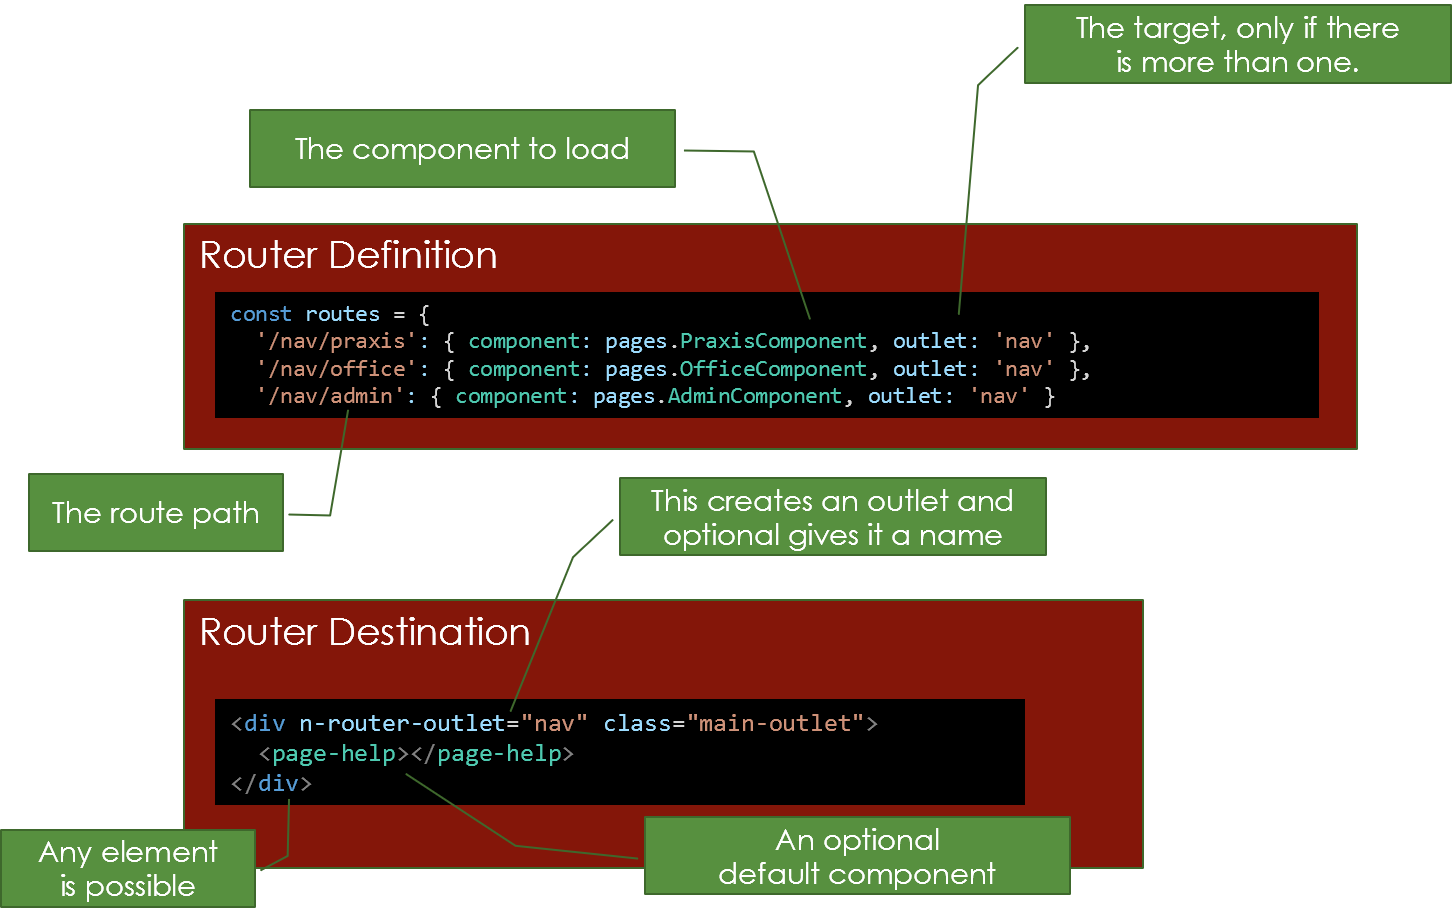 The target, only if there
is more than one.
The component to load
Router Definition
const routes = {
'/nav/praxis': { component: pages.PraxisComponent, outlet: 'nav' },
'/nav/office': { component: pages.OfficeComponent, outlet: 'nav' },
'/nav/admin': { component: pages.AdminComponent, outlet: 'nav' }
The route path
This creates an outlet and
optional gives it a name
Router Destination
<div n-router-outlet="nav" class="main-outlet">
<page-help></page-help>
</div>
Any element
is possible
An optional
default component